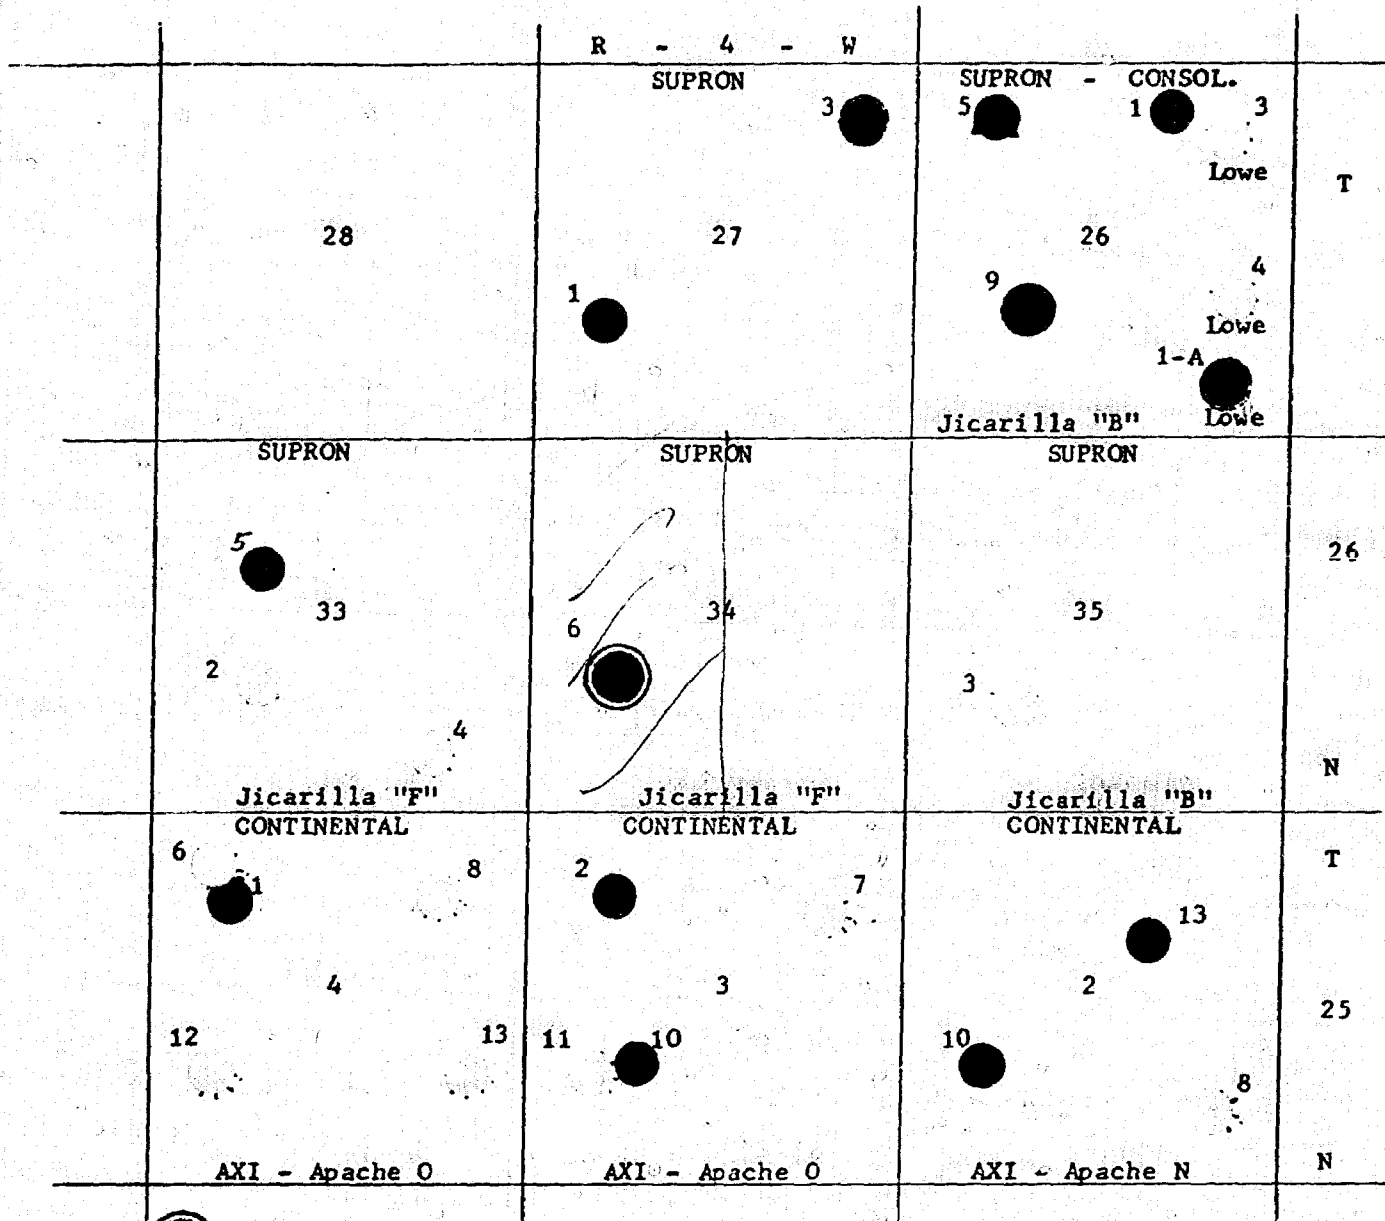 R - 4 - W
SUPRON
SUPRON - CONSOL.
3
5
1
3
Lowe
T
28
27
26
4
9
1
Lowe
1-A
Jicarilla "B"
Lowe
SUPRON
SUPRON
SUPRON
5
26
33
34
35
6
2
3
4
N
Jicarilla "F"
Jicarilla "F"
Jicarilla "B"
CONTINENTAL
CONTINENTAL
CONTINENTAL
6
1
8
2
7
T
13
4
3
2
25
12
13
11
10
10
8
AXI - Apache O
AXI - Apache O
AXI - Apache N
N